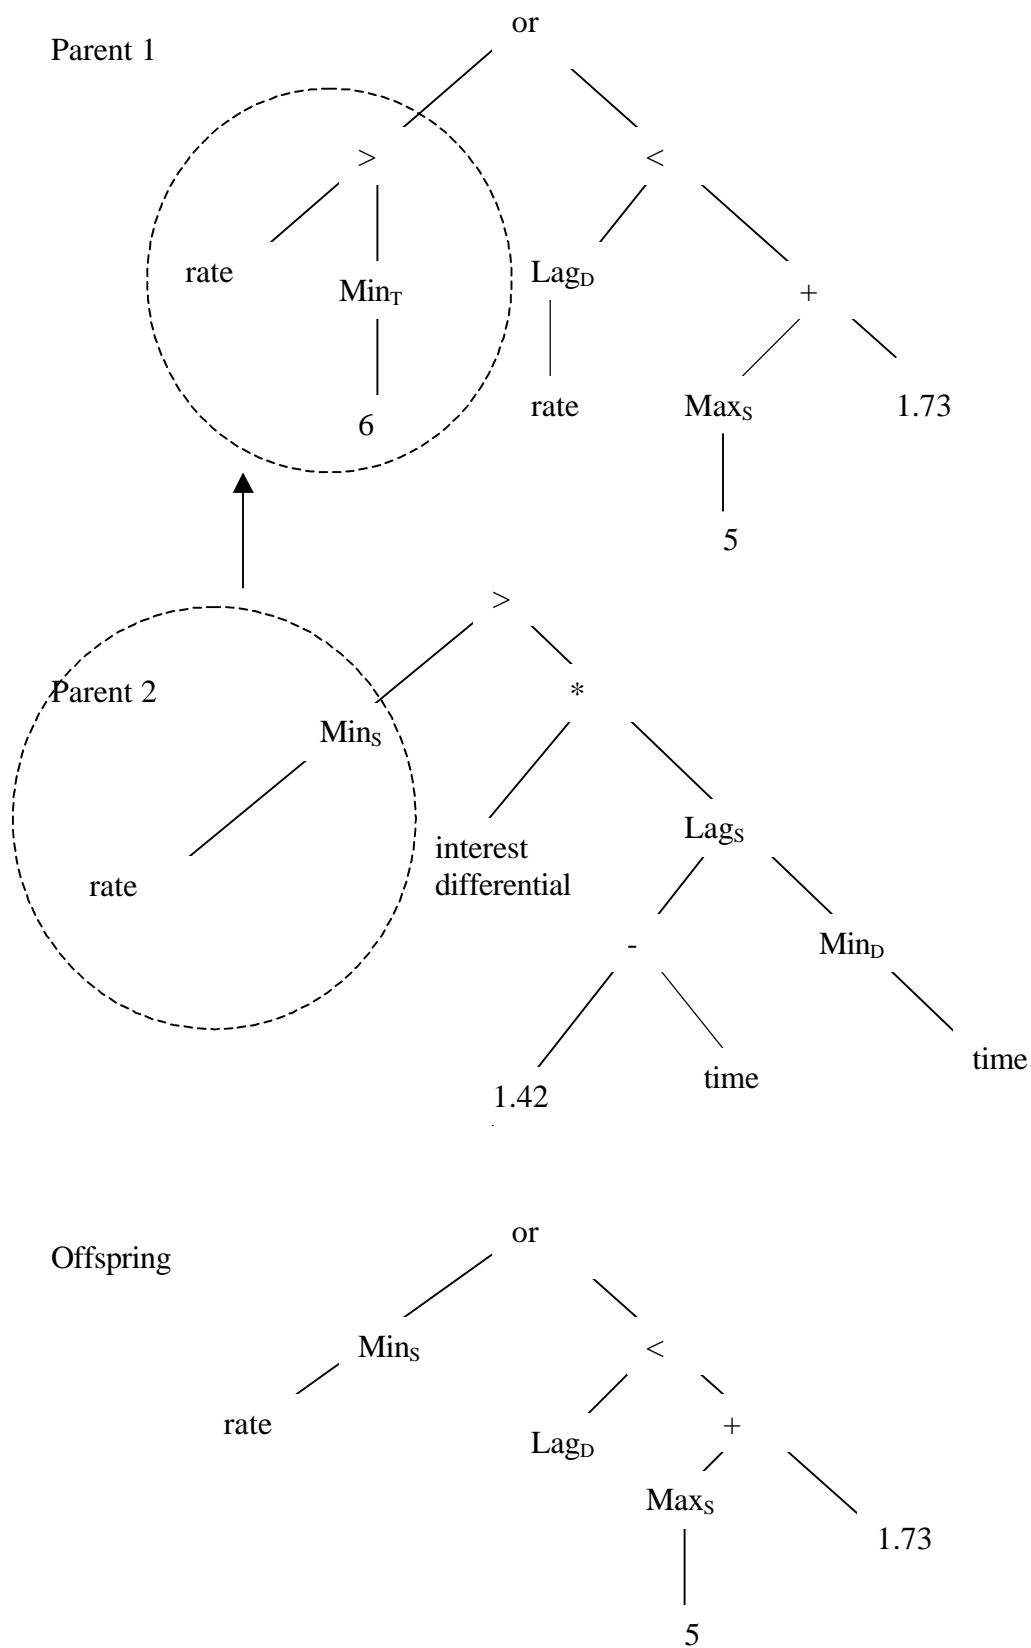 or
Parent 1
> <
rate Min_T Lag_D +
6 rate Max_S 1.73
5
>
Parent 2 *
Min_S
interest Lag_S
differential
rate
- Min_D
1.42 time time
or
Offspring
Min_S <
rate Lag_D +
Max_S
1.73
5